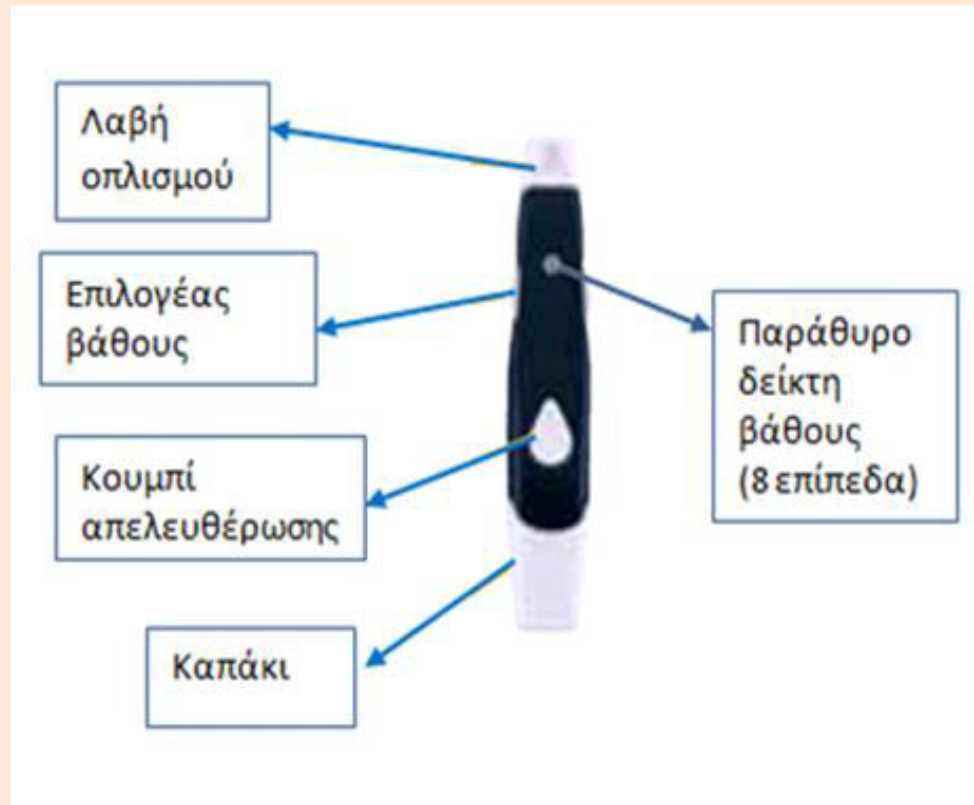 Λαβή
οπλισμού
Επιλογέας
βάθους
Παράθυρο
δείκτη
βάθους
(8 επίπεδα)
Κουμπί
απελευθέρωσης
Καπάκι